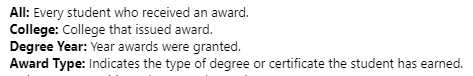 All: Every student who received an award.
College: College that issued award.
Degree Year: Year awards were granted.
Award Type: Indicates the type of degree or certificate the student has earned.